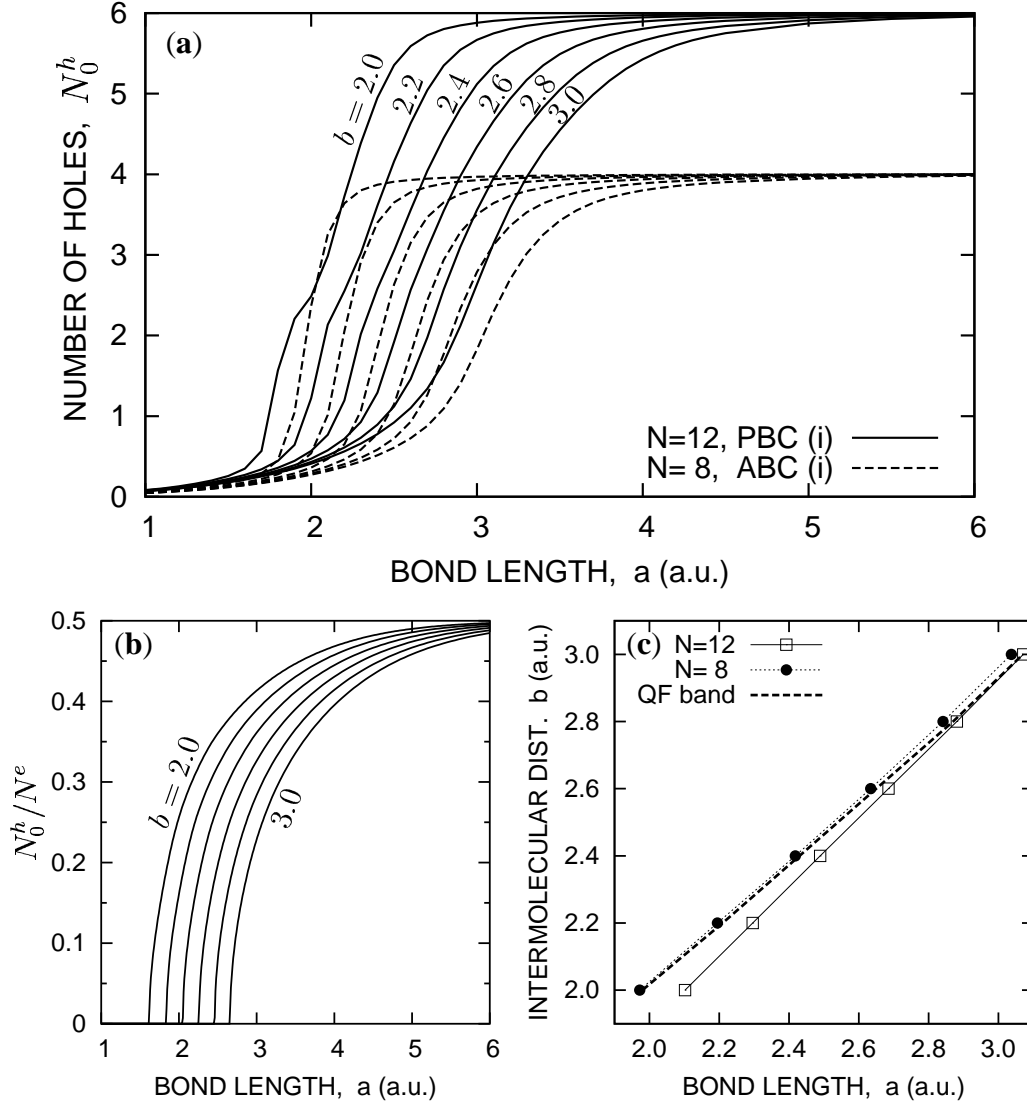 (a)
NUMBER OF HOLES, N_0^h
6
5
4
3
2
1
0
b = 2.0
2.2
2.4
2.6
2.8
3.0
N=12, PBC (i)
N= 8, ABC (i)
1 2 3 4 5 6
BOND LENGTH, a (a.u.)
(b)
N_0^h/N^e
0.5
0.4
0.3
0.2
0.1
0
b = 2.0
3.0
1 2 3 4 5 6
BOND LENGTH, a (a.u.)
(c)
INTERMOLECULAR DIST. b (a.u.)
N=12
N= 8
QF band
3.0
2.8
2.6
2.4
2.2
2.0
2.0 2.2 2.4 2.6 2.8 3.0
BOND LENGTH, a (a.u.)